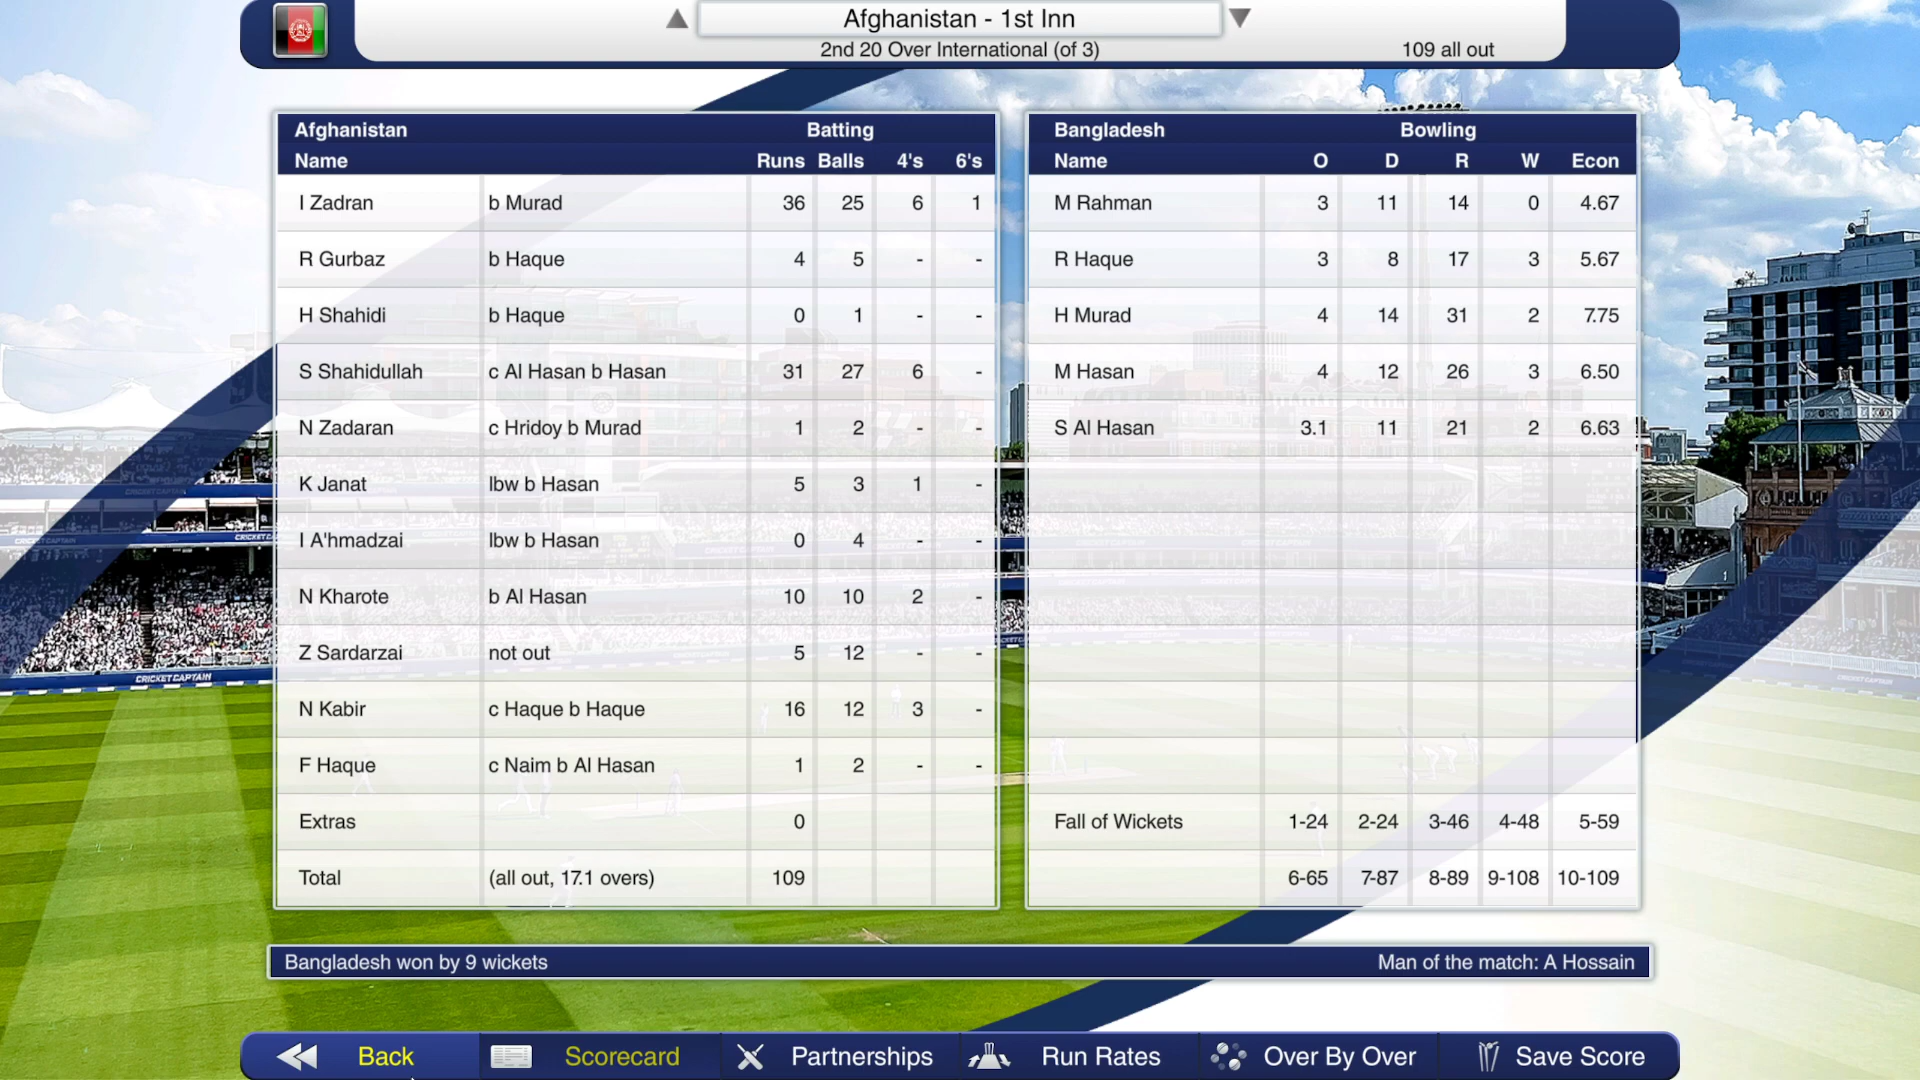 Afghanistan - 1st Inn
2nd 20 Over International (of 3) 109 all out
Afghanistan Batting
Name Runs Balls 4's 6's
I Zadran b Murad 36 25 6 1
R Gurbaz b Haque 4 5 - -
H Shahidi b Haque 0 1 - -
S Shahidullah c Al Hasan b Hasan 31 27 6 -
N Zadaran c Hridoy b Murad 1 2 - -
K Janat lbw b Hasan 5 3 1 -
I A'hmadzai lbw b Hasan 0 4 - -
N Kharote b Al Hasan 10 10 2 -
Z Sardarzai not out 5 12 - -
N Kabir c Haque b Haque 16 12 3 -
F Haque c Naim b Al Hasan 1 2 - -
Extras 0
Total (all out, 17.1 overs) 109
Bangladesh Bowling
Name O D R W Econ
M Rahman 3 11 14 0 4.67
R Haque 3 8 17 3 5.67
H Murad 4 14 31 2 7.75
M Hasan 4 12 26 3 6.50
S Al Hasan 3.1 11 21 2 6.63
Fall of Wickets 1-24 2-24 3-46 4-48 5-59
6-65 7-87 8-89 9-108 10-109
CRICKET CAPTAIN
Bangladesh won by 9 wickets Man of the match: A Hossain
Back Scorecard Partnerships Run Rates Over By Over Save Score